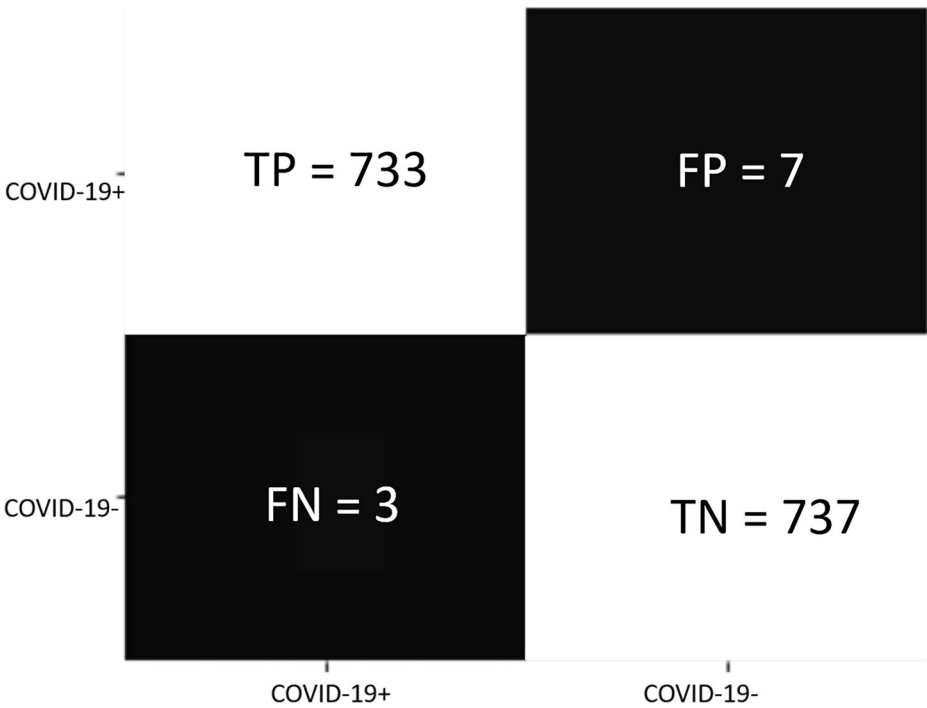 TP = 733
FP = 7
COVID-19+
FN = 3
TN = 737
COVID-19-
COVID-19+
COVID-19-